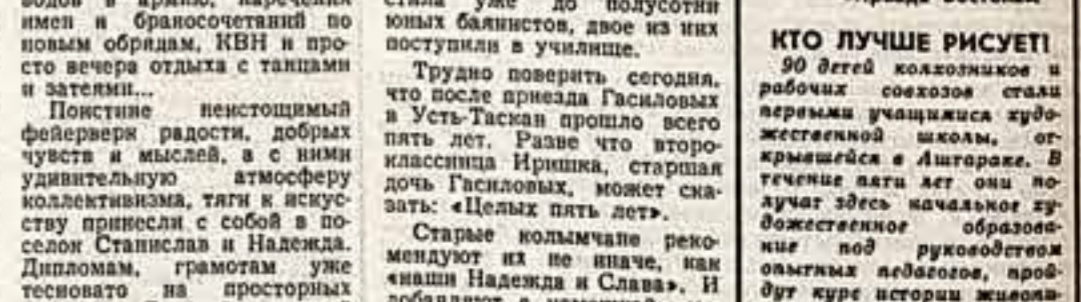 водов в армию, наречения
имен и бракосочетаний по
новым обрядам, КВН и про-
сто вечера отдыха с танцами
и затеями...
Поистине неистощимый
фейерверк радости, добрых
чувств и мыслей, а с ними
удивительную атмосферу
коллективизма, тяги к искус-
ству принесли с собой в по-
селок Станислав и Надежда.
Дипломам, грамотам уже
тесновато на просторных
стила уже до полусотни
юных баянистов, двое из них
поступили в училище.
Трудно поверить сегодня,
что после приезда Гасиловых
в Усть-Таскан прошло всего
пять лет. Разве что второ-
классница Иришка, старшая
дочь Гасиловых, может ска-
зать: «Целых пять лет».
Старые колымчане реко-
мендуют их не иначе, как
«наши Надежда и Слава». И
добавляют
КТО ЛУЧШЕ РИСУЕТ!
90 детей колхозников и
рабочих совхозов стали
первыми учащимися худо-
жественной школы, от-
крывшейся в Аштараке. В
течение пяти лет они по-
лучат здесь начальное ху-
дожественное образова-
ние под руководством
опытных педагогов, прой-
дут курс истории живопи-